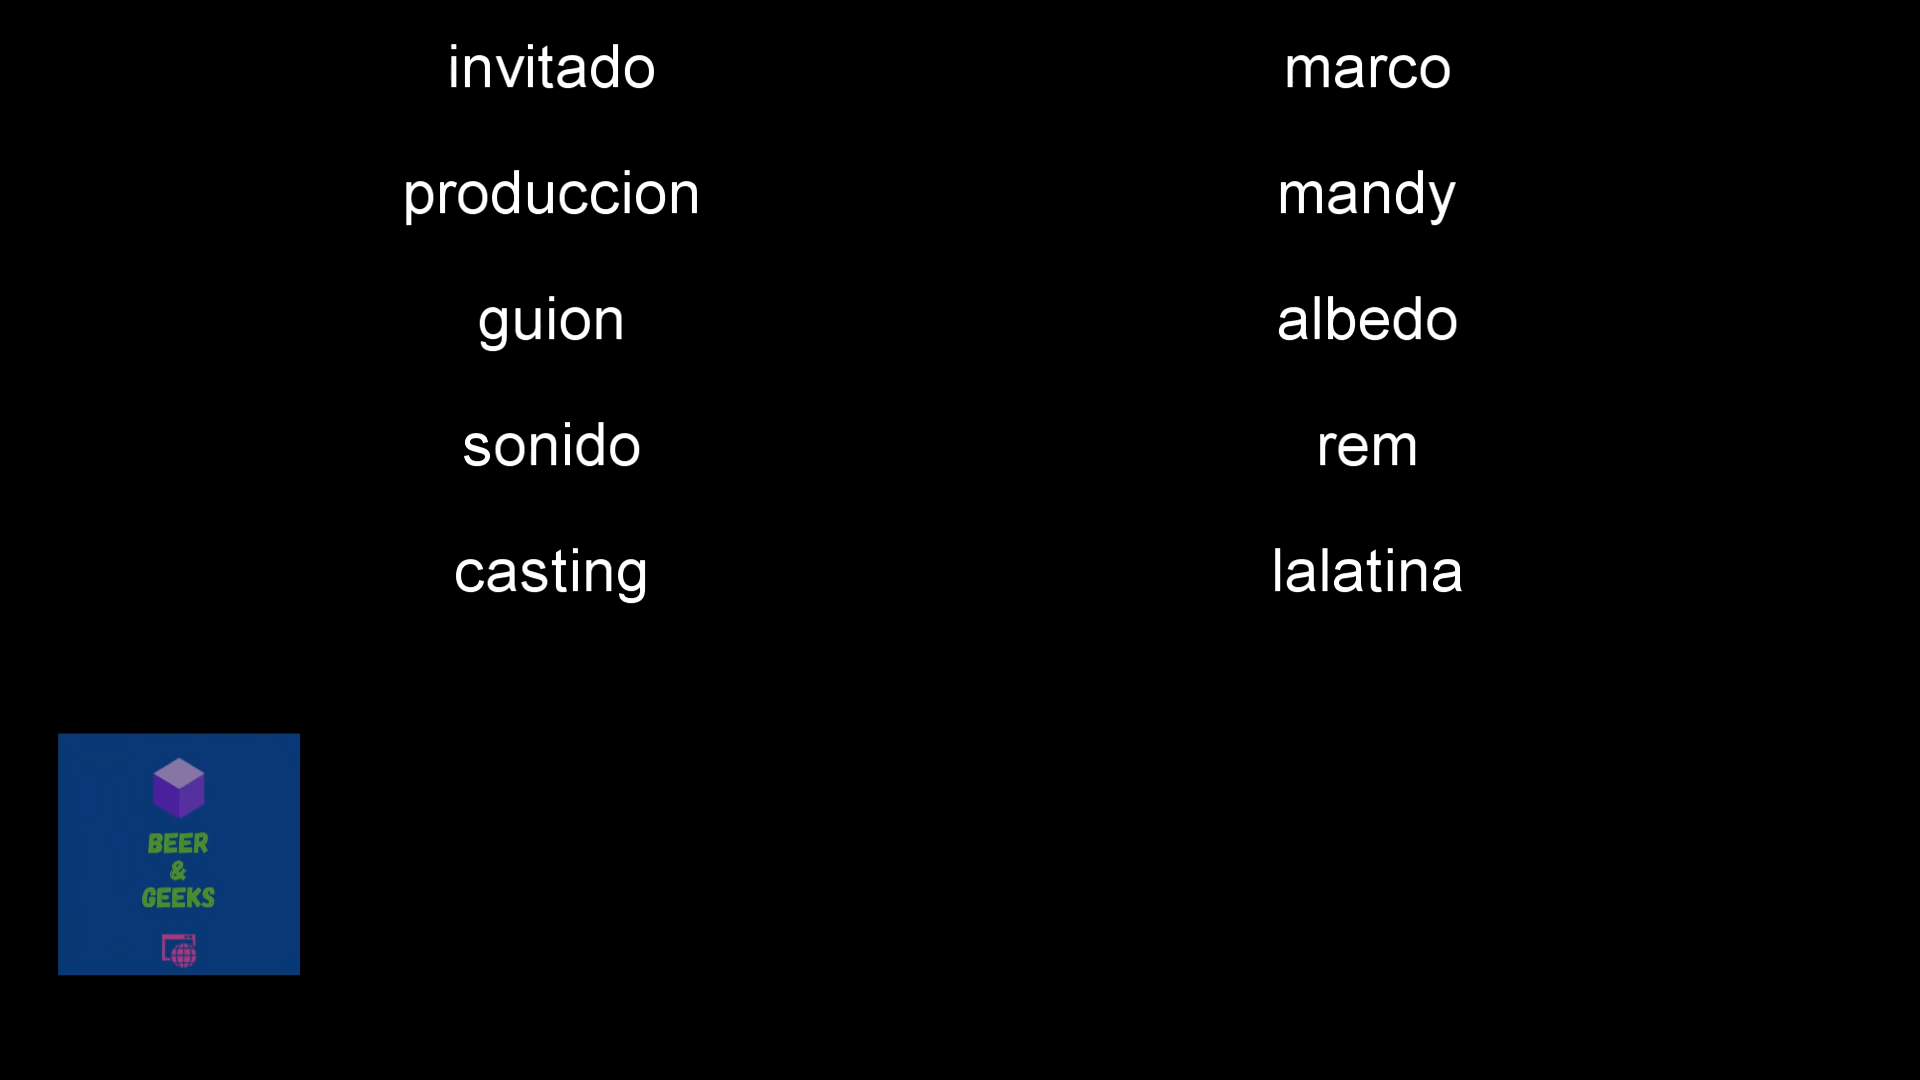 invitado marco
produccion mandy
guion albedo
sonido rem
casting lalatina
BEER
&
GEEKS